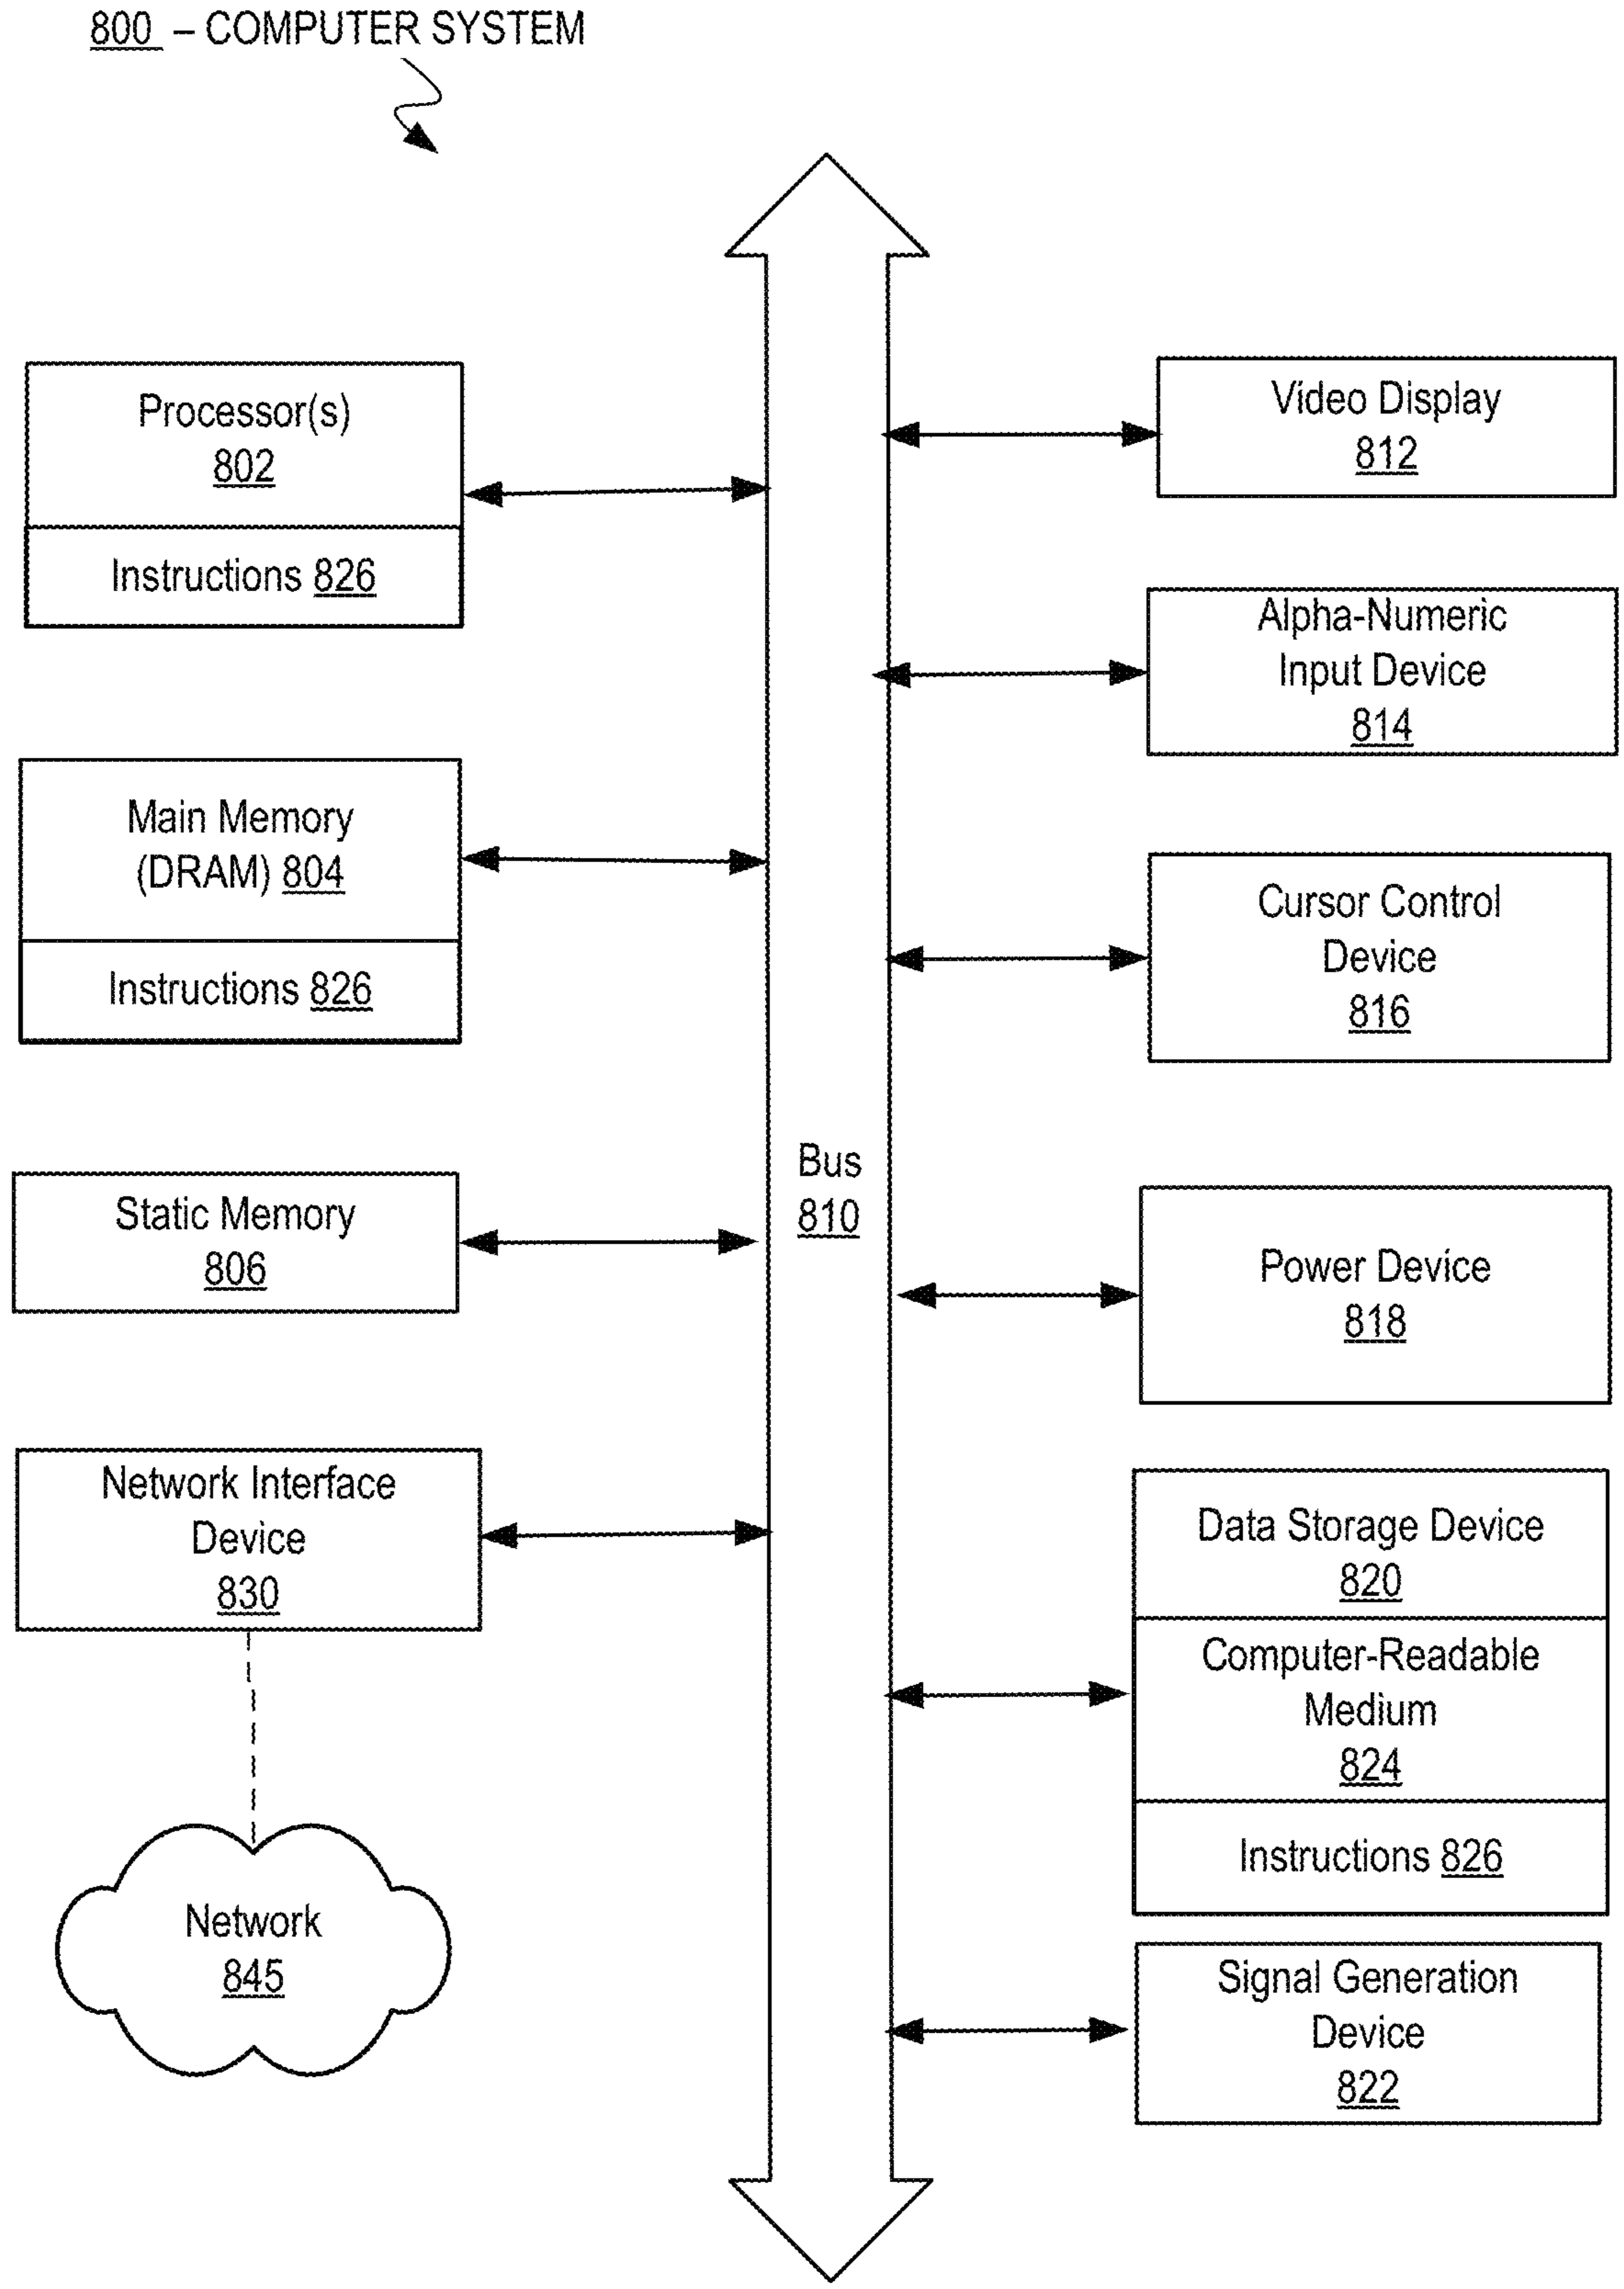 800 – COMPUTER SYSTEM
Processor(s)
802
Instructions 826
Main Memory
(DRAM) 804
Instructions 826
Static Memory
806
Network Interface
Device
830
Network
845
Bus
810
Video Display
812
Alpha-Numeric
Input Device
814
Cursor Control
Device
816
Power Device
818
Data Storage Device
820
Computer-Readable
Medium
824
Instructions 826
Signal Generation
Device
822